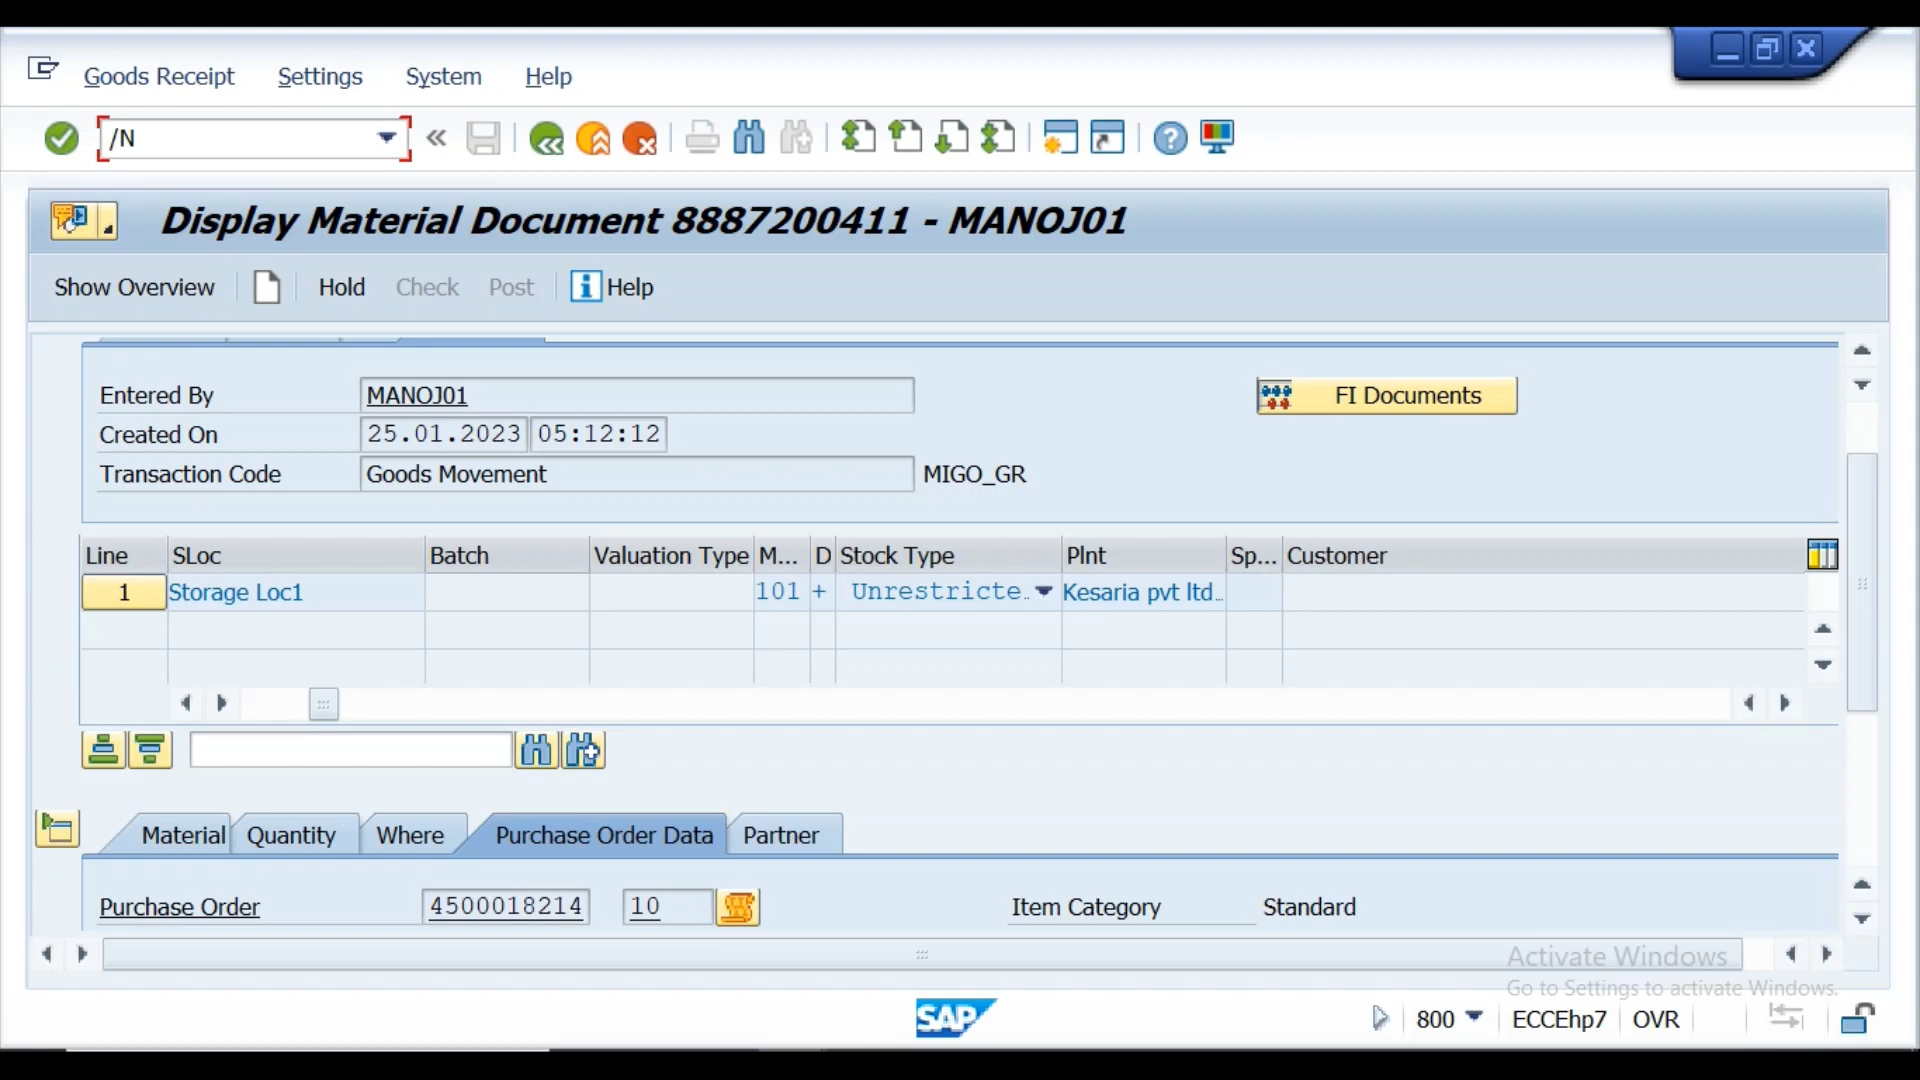 Goods Receipt Settings System Help
/N
Display Material Document 8887200411 - MANOJ01
Show Overview Hold Check Post Help
Entered By MANOJ01 FI Documents
Created On 25.01.2023 05:12:12
Transaction Code Goods Movement MIGO_GR
Line SLoc Batch Valuation Type M... D Stock Type Plnt Sp... Customer
1 Storage Loc1 101 + Unrestricte.. Kesaria pvt ltd...
Material Quantity Where Purchase Order Data Partner
Purchase Order 4500018214 10 Item Category Standard
Activate Windows
Go to Settings to activate Windows.
SAP 800 ECCEhp7 OVR